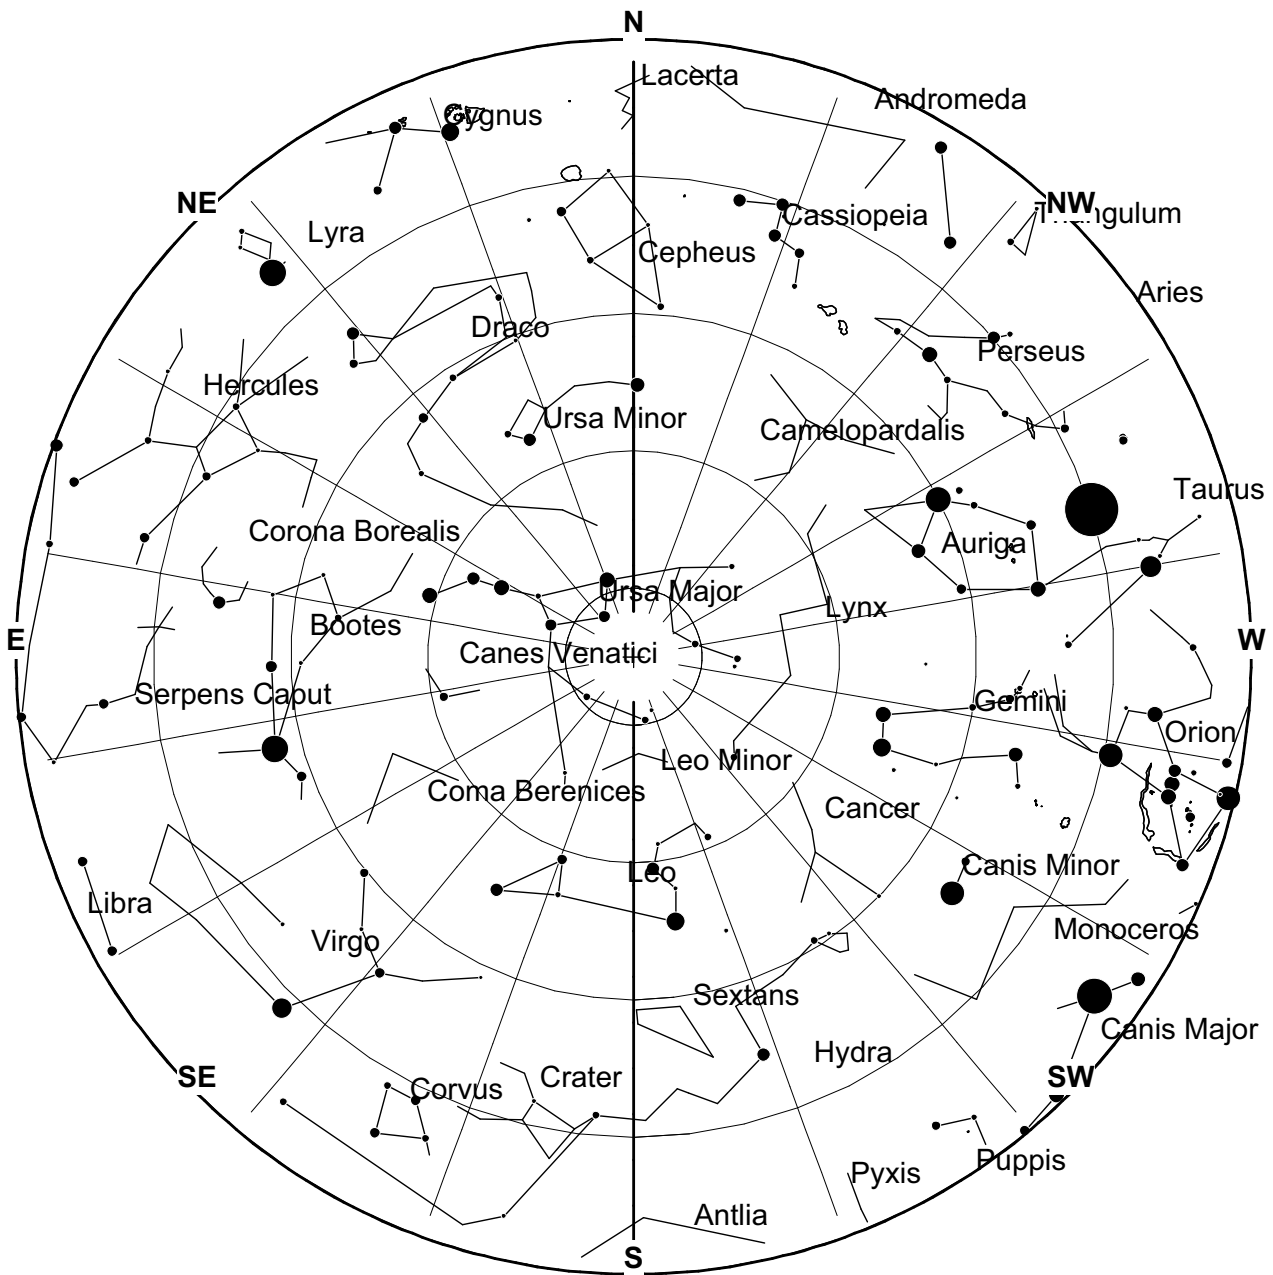 N
Lacerta
Andromeda
Cygnus
NE
NW
Triangulum
Cassiopeia
Lyra
Cepheus
Aries
Draco
Perseus
Hercules
Ursa Minor
Camelopardalis
Taurus
Corona Borealis
Auriga
Ursa Major
Lynx
Bootes
E
W
Canes Venatici
Serpens Caput
Gemini
Orion
Leo Minor
Coma Berenices
Cancer
Canis Minor
Leo
Libra
Monoceros
Virgo
Sextans
Canis Major
Hydra
SE
SW
Crater
Corvus
Puppis
Pyxis
Antlia
S